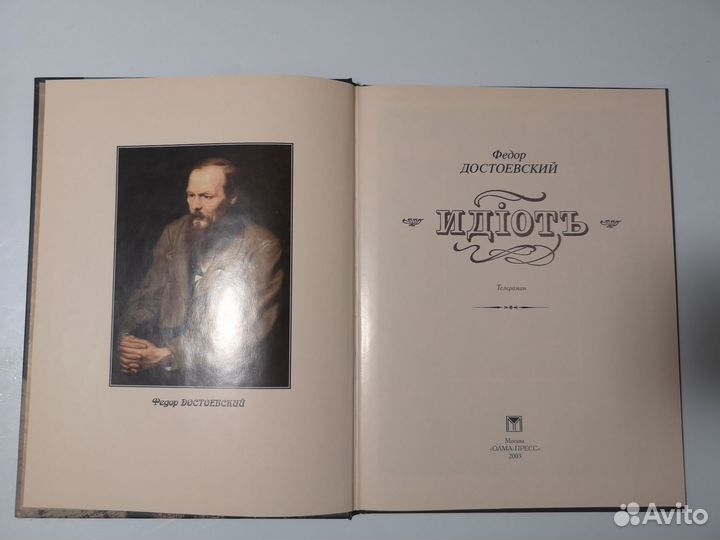 Федор ДОСТОЕВСКИЙ
Федор
ДОСТОЕВСКИЙ
ИДІОТЪ
Телероман
Москва
«ОЛМА-ПРЕСС»
2003
Avito